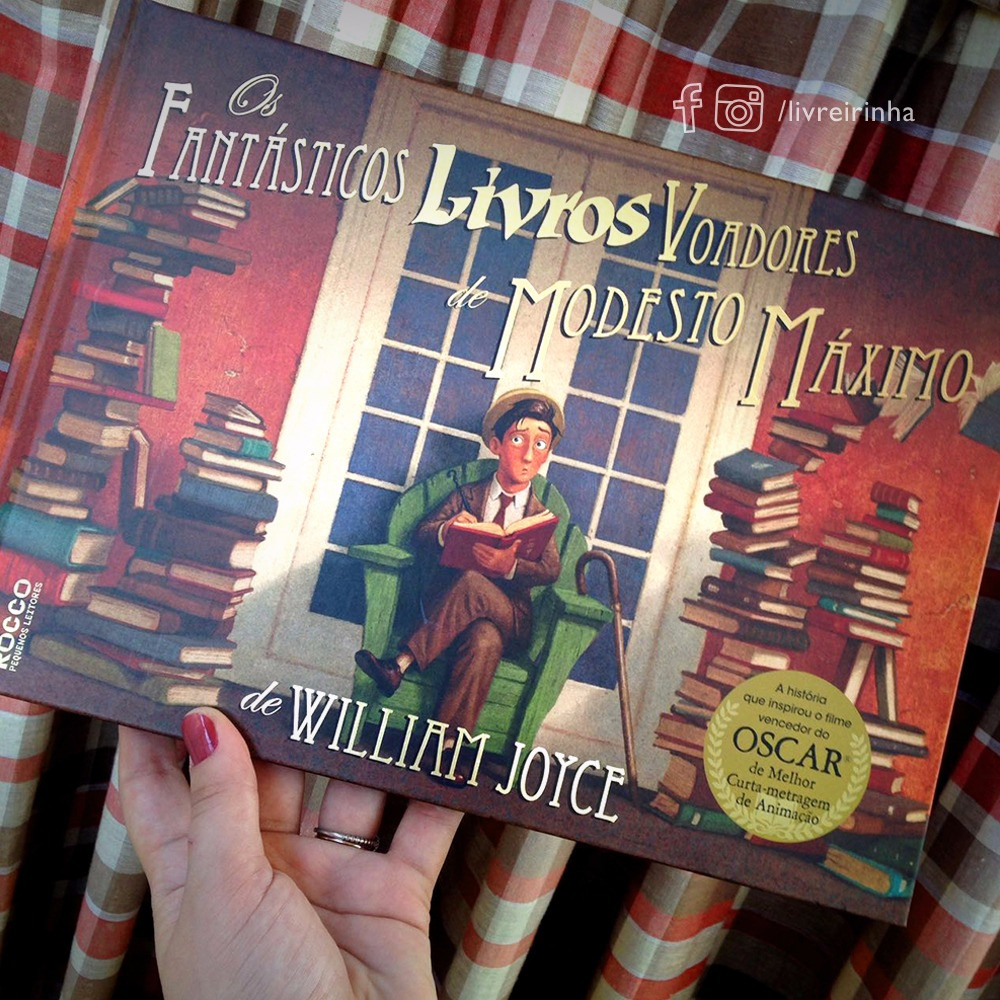 /livreirinha
Os
FANTÁSTICOS LIVROS VOADORES
de MODESTO MÁXIMO
ROCCO
PEQUENOS LEITORES
de WILLIAM JOYCE
A história
que inspirou o filme
vencedor do
OSCAR®
de Melhor
Curta-metragem
de Animação